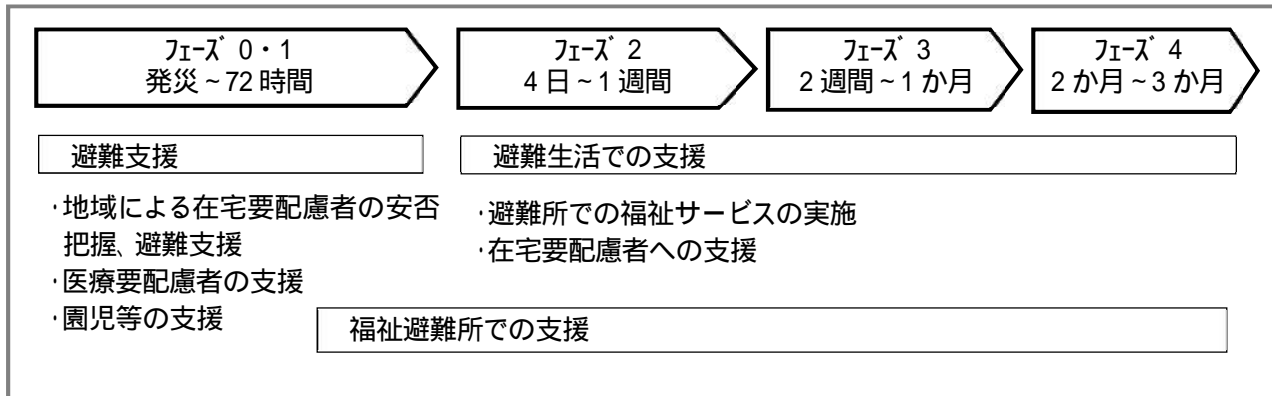 フェーズ 0・1
発災～72 時間
フェーズ 2
4 日～1 週間
フェーズ 3
2 週間～1 か月
フェーズ 4
2 か月～3 か月
避難支援
・地域による在宅要配慮者の安否
把握、避難支援
・医療要配慮者の支援
・園児等の支援
避難生活での支援
・避難所での福祉サービスの実施
・在宅要配慮者への支援
福祉避難所での支援